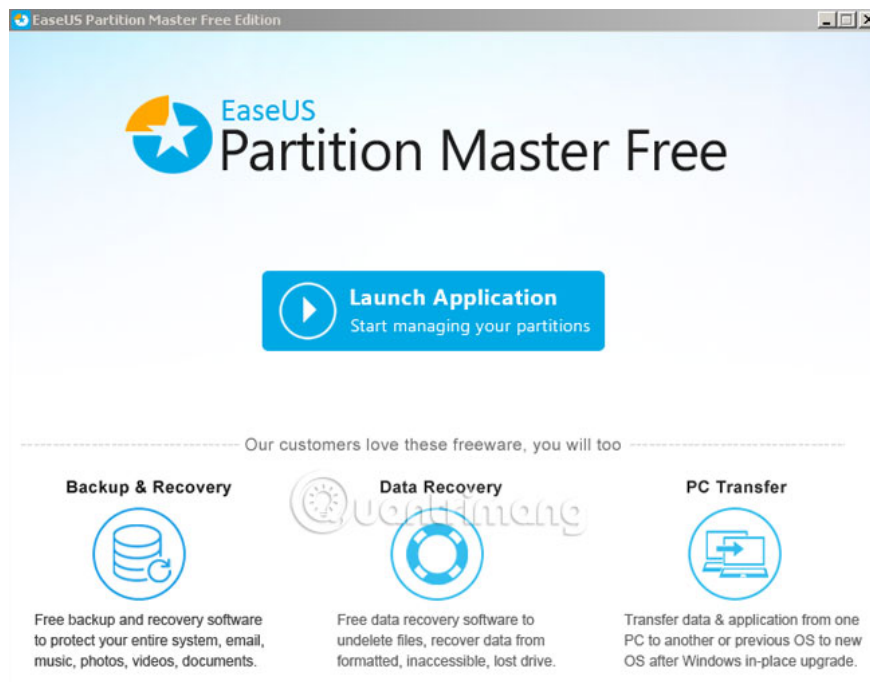 EaseUS Partition Master Free Edition
EaseUS
Partition Master Free
Launch Application
Start managing your partitions
Our customers love these freeware, you will too
Backup & Recovery
Free backup and recovery software
to protect your entire system, email,
music, photos, videos, documents.
Data Recovery
Quantrimang
Free data recovery software to
undelete files, recover data from
formatted, inaccessible, lost drive.
PC Transfer
Transfer data & application from one
PC to another or previous OS to new
OS after Windows in-place upgrade.